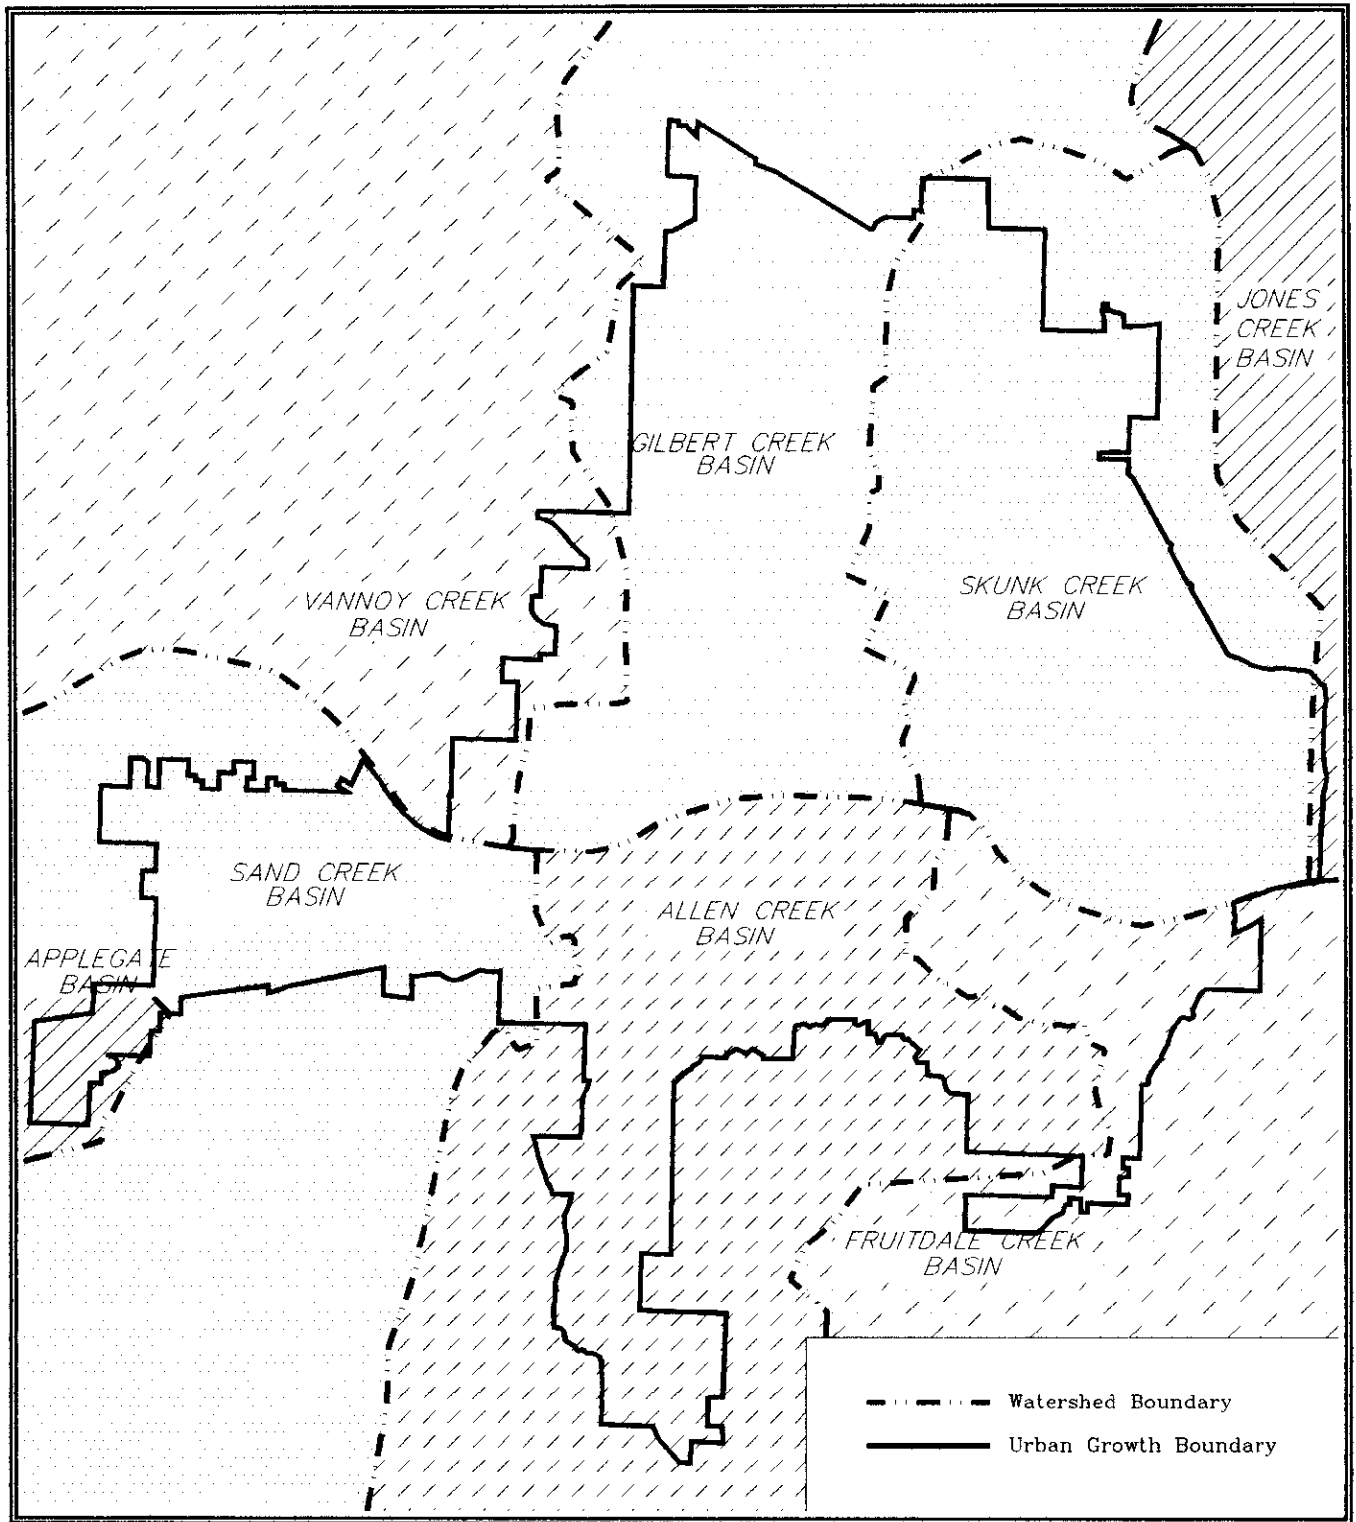 JONES
CREEK
BASIN
GILBERT CREEK
BASIN
SKUNK CREEK
BASIN
VANNOY CREEK
BASIN
SAND CREEK
BASIN
ALLEN CREEK
BASIN
APPLEGATE
BASIN
FRUITDALE CREEK
BASIN
Watershed Boundary
Urban Growth Boundary